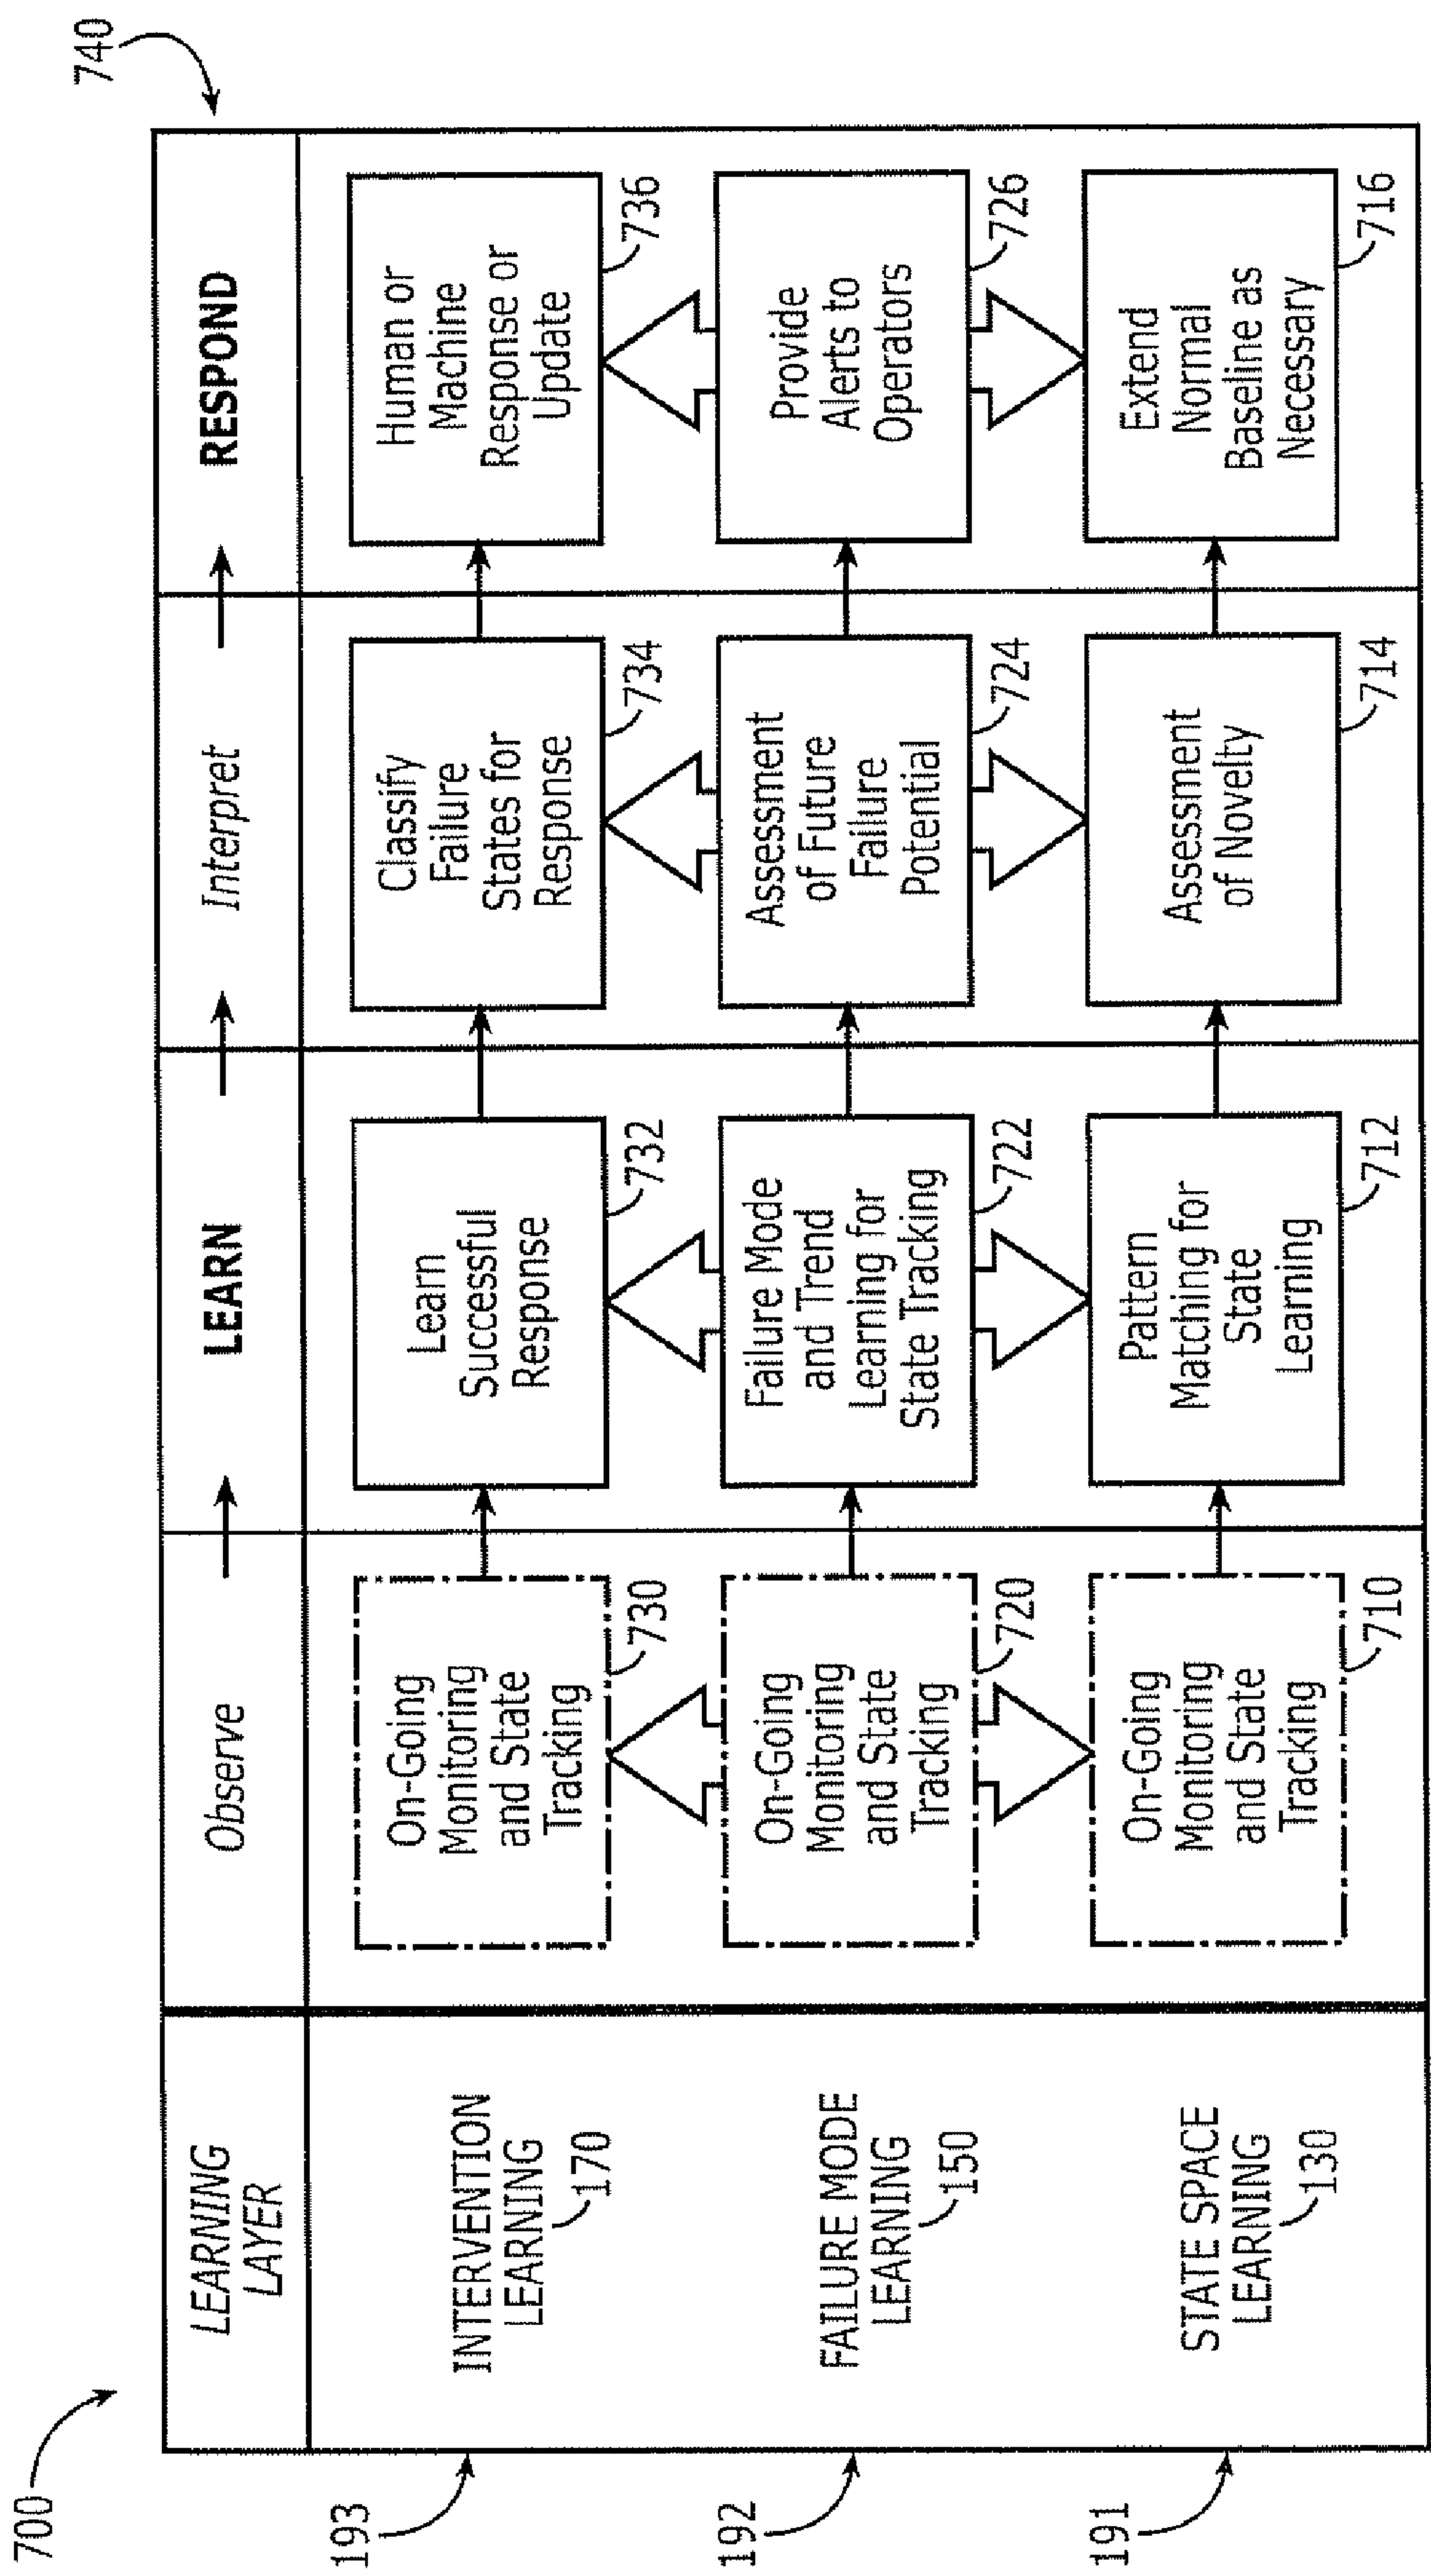 700
740
LEARNING
LAYER
Observe
LEARN
Interpret
RESPOND
193
INTERVENTION
LEARNING
170
On-Going
Monitoring
and State
Tracking
730
Learn
Successful
Response
732
Classify
Failure
States for
Response
734
Human or
Machine
Response or
Update
736
192
FAILURE MODE
LEARNING
150
On-Going
Monitoring
and State
Tracking
720
Failure Mode
and Trend
Learning for
State Tracking
722
Assessment
of Future
Failure
Potential
724
Provide
Alerts to
Operators
726
191
STATE SPACE
LEARNING
130
On-Going
Monitoring
and State
Tracking
710
Pattern
Matching for
State
Learning
712
Assessment
of Novelty
714
Extend
Normal
Baseline as
Necessary
716